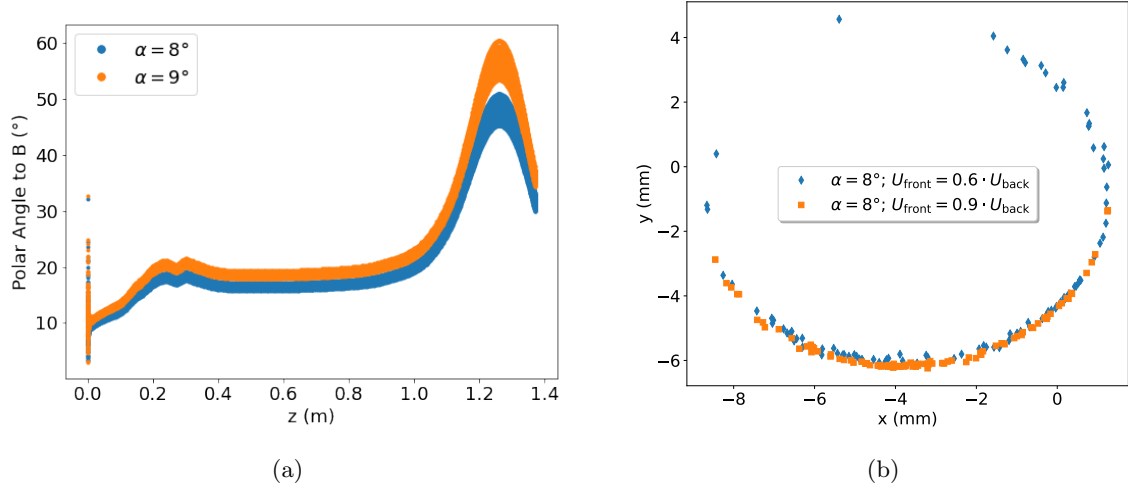 60
50
40
30
20
10
Polar Angle to B (°)
α = 8°
α = 9°
0.0 0.2 0.4 0.6 0.8 1.0 1.2 1.4
z (m)
(a)
4
2
0
−2
−4
−6
y (mm)
α = 8°; U_front = 0.6 · U_back
α = 8°; U_front = 0.9 · U_back
−8 −6 −4 −2 0
x (mm)
(b)